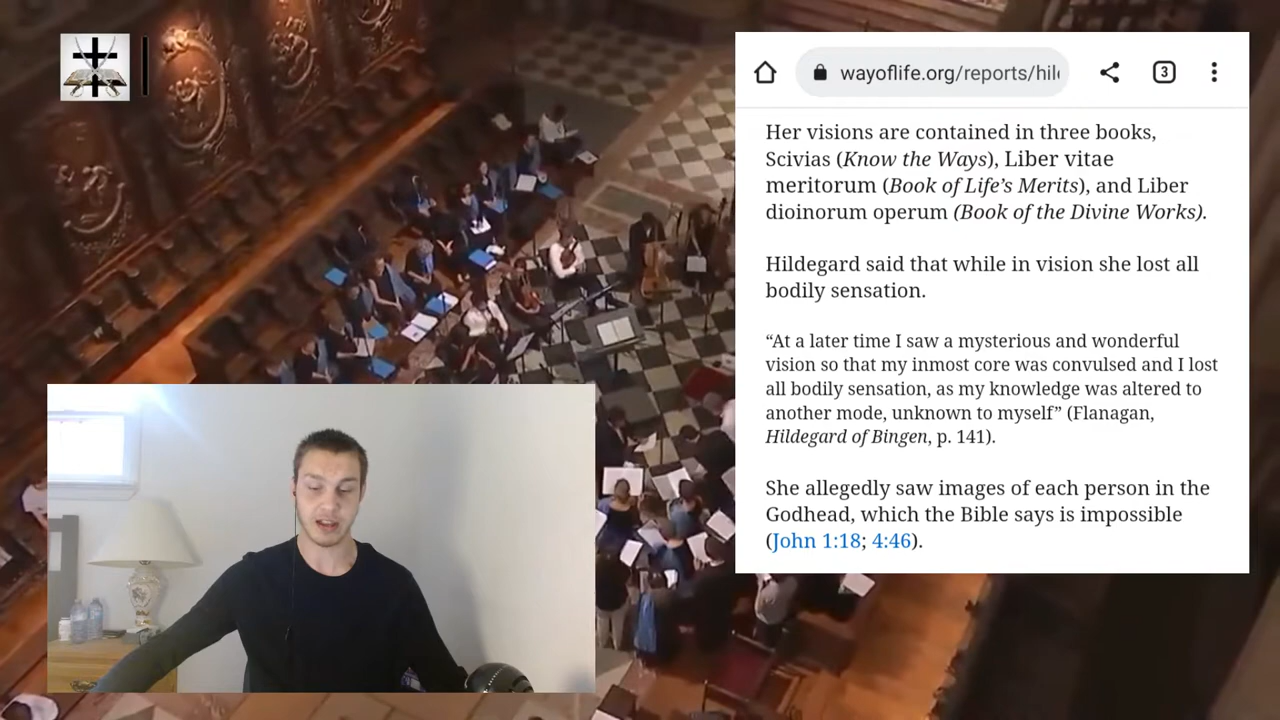 wayoflife.org/reports/hil
3
Her visions are contained in three books,
Scivias (Know the Ways), Liber vitae
meritorum (Book of Life’s Merits), and Liber
dioinorum operum (Book of the Divine Works).
Hildegard said that while in vision she lost all
bodily sensation.
“At a later time I saw a mysterious and wonderful
vision so that my inmost core was convulsed and I lost
all bodily sensation, as my knowledge was altered to
another mode, unknown to myself” (Flanagan,
Hildegard of Bingen, p. 141).
She allegedly saw images of each person in the
Godhead, which the Bible says is impossible
(John 1:18; 4:46).